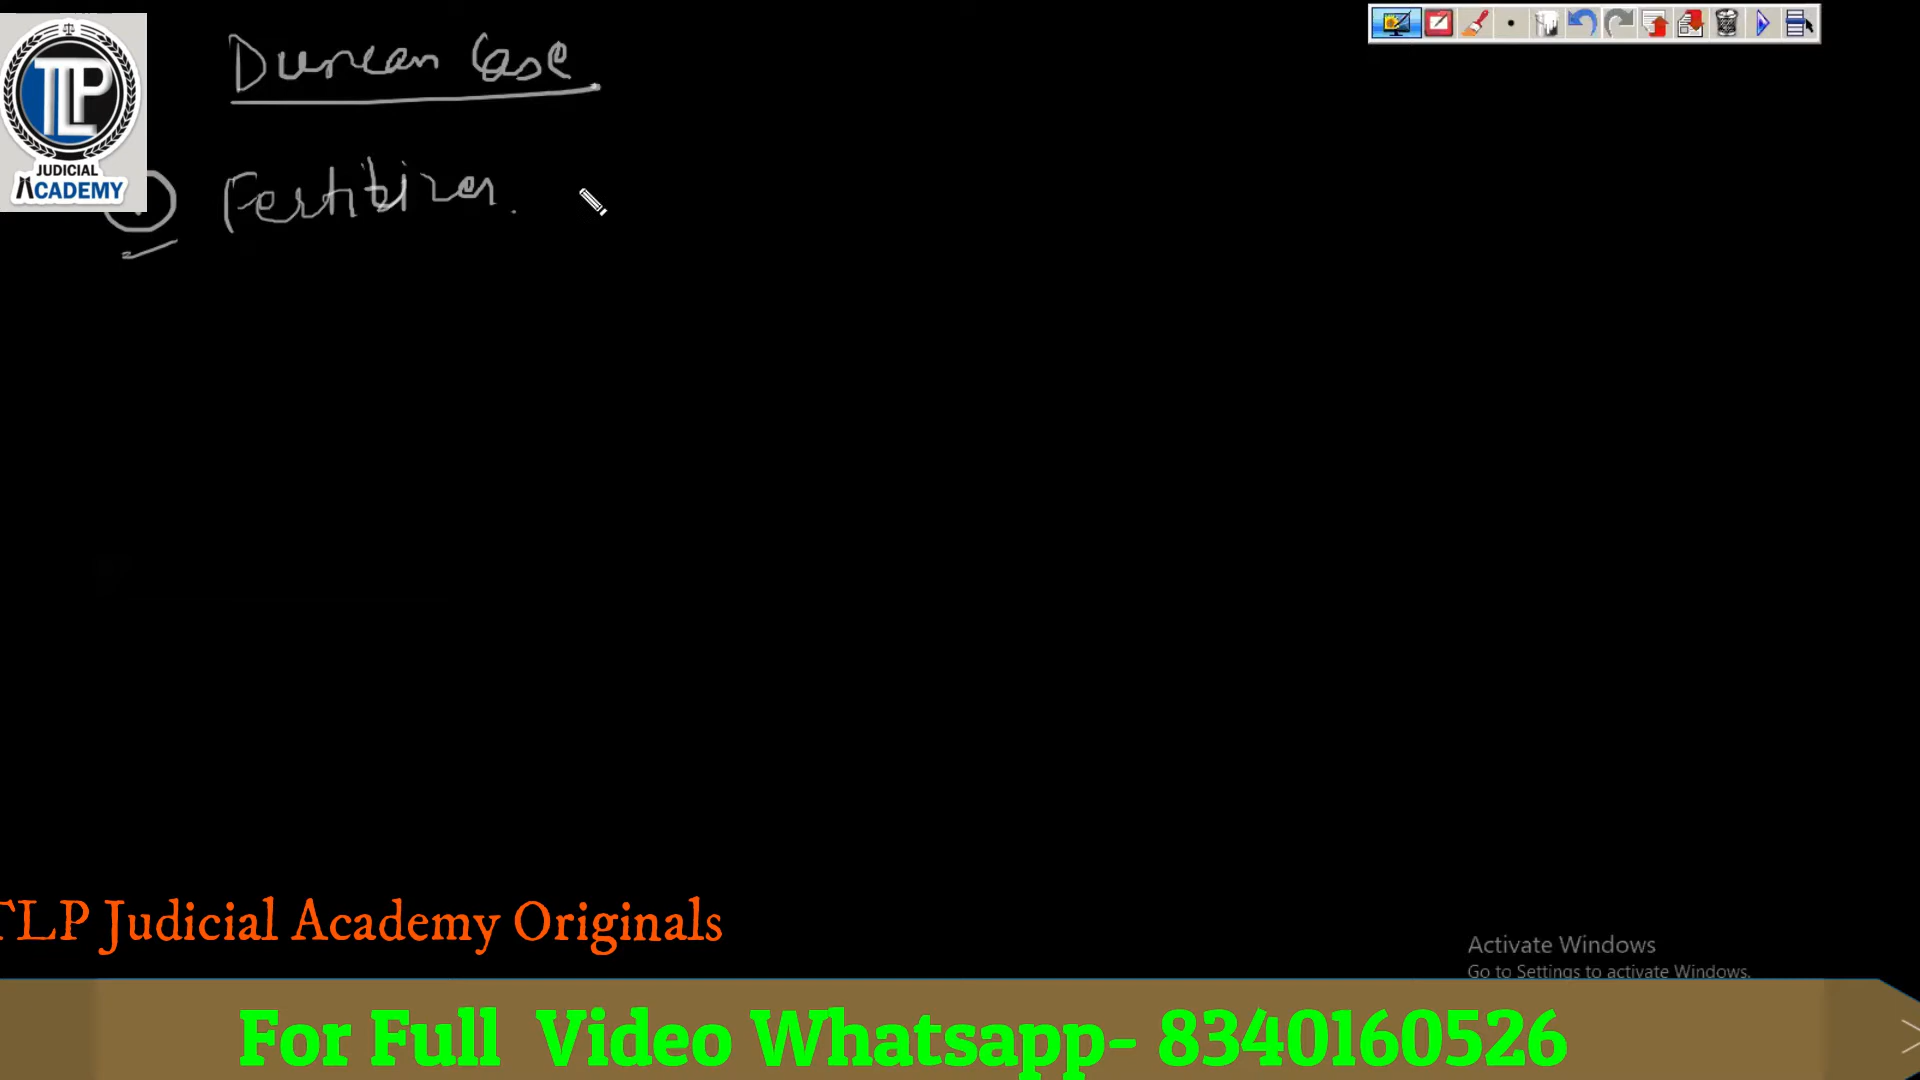 Duncan Case
TLP
JUDICIAL
ACADEMY
Fertilizer.
TLP Judicial Academy Originals
Activate Windows
Go to Settings to activate Windows.
For Full Video Whatsapp- 8340160526